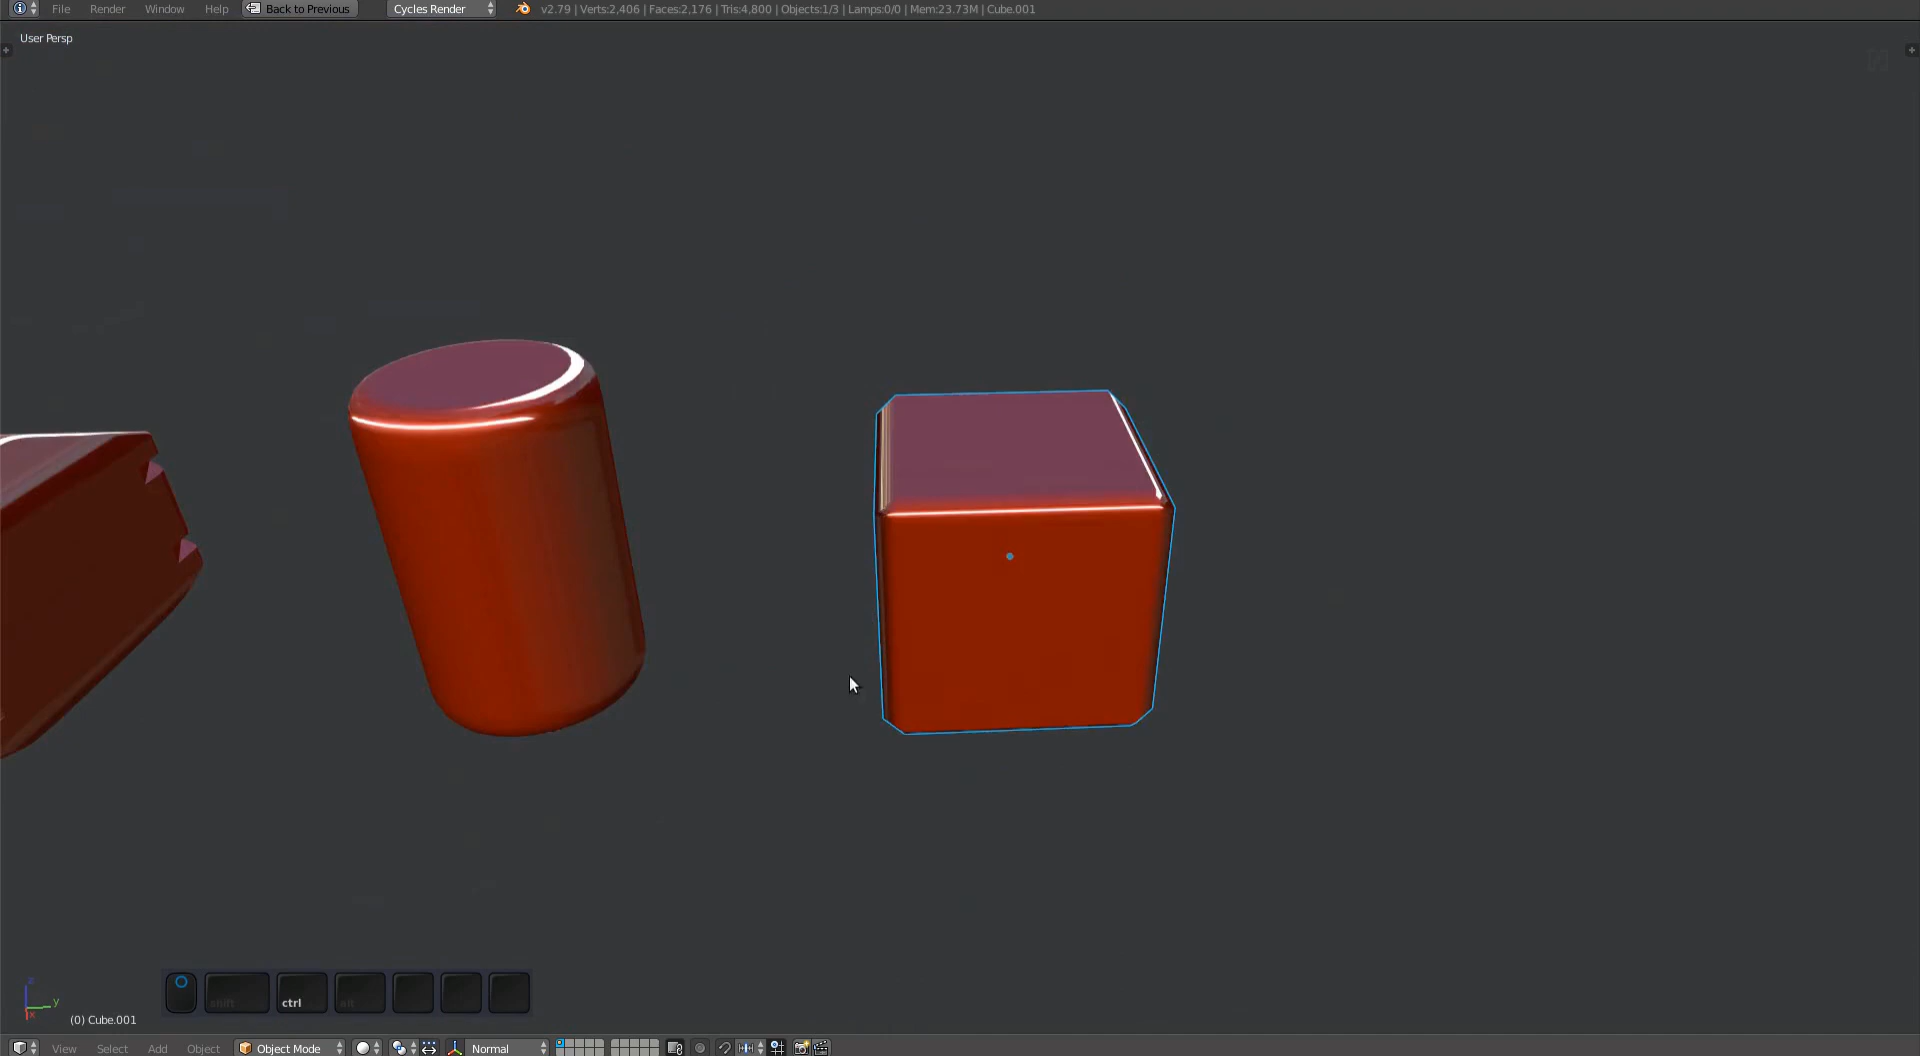 File Render Window Help Back to Previous Cycles Render v2.79 | Verts:2,406 | Faces:2,176 | Tris:4,800 | Objects:1/3 | Lamps:0/0 | Mem:23.73M | Cube.001
User Persp
shift ctrl alt
z
y
x
(0) Cube.001
View Select Add Object Object Mode Normal